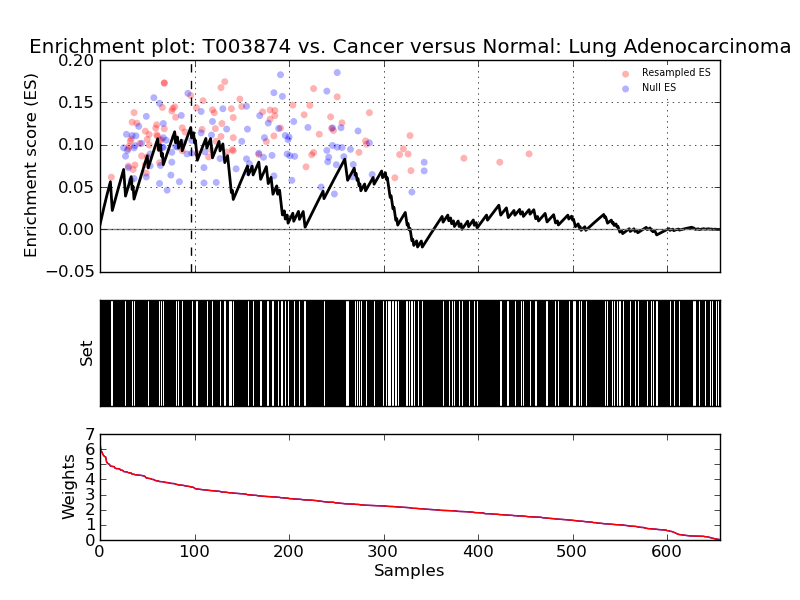 Enrichment plot: T003874 vs. Cancer versus Normal: Lung Adenocarcinoma
Enrichment score (ES)
0.20
0.15
0.10
0.05
0.00
−0.05
Resampled ES
Null ES
Set
Weights
7
6
5
4
3
2
1
0
0 100 200 300 400 500 600
Samples